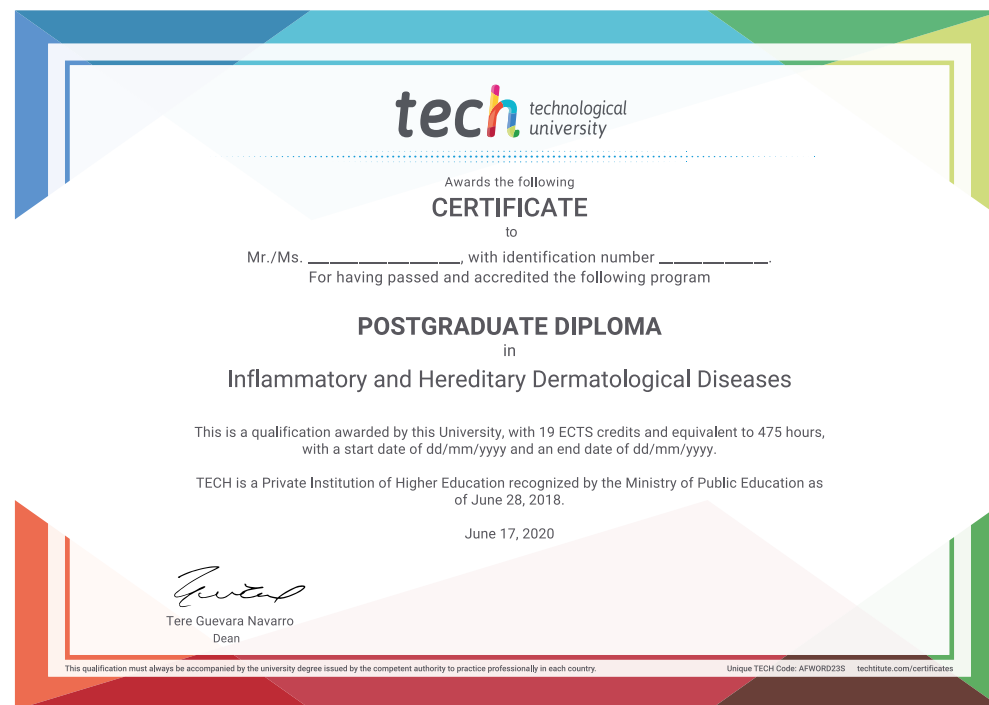 tech technological
university
Awards the following
CERTIFICATE
to
Mr./Ms. ____________________, with identification number ______________.
For having passed and accredited the following program
POSTGRADUATE DIPLOMA
in
Inflammatory and Hereditary Dermatological Diseases
This is a qualification awarded by this University, with 19 ECTS credits and equivalent to 475 hours,
with a start date of dd/mm/yyyy and an end date of dd/mm/yyyy.
TECH is a Private Institution of Higher Education recognized by the Ministry of Public Education as
of June 28, 2018.
June 17, 2020
Tere Guevara Navarro
Dean
This qualification must always be accompanied by the university degree issued by the competent authority to practice professionally in each country.
Unique TECH Code: AFWORD23S techtitute.com/certificates